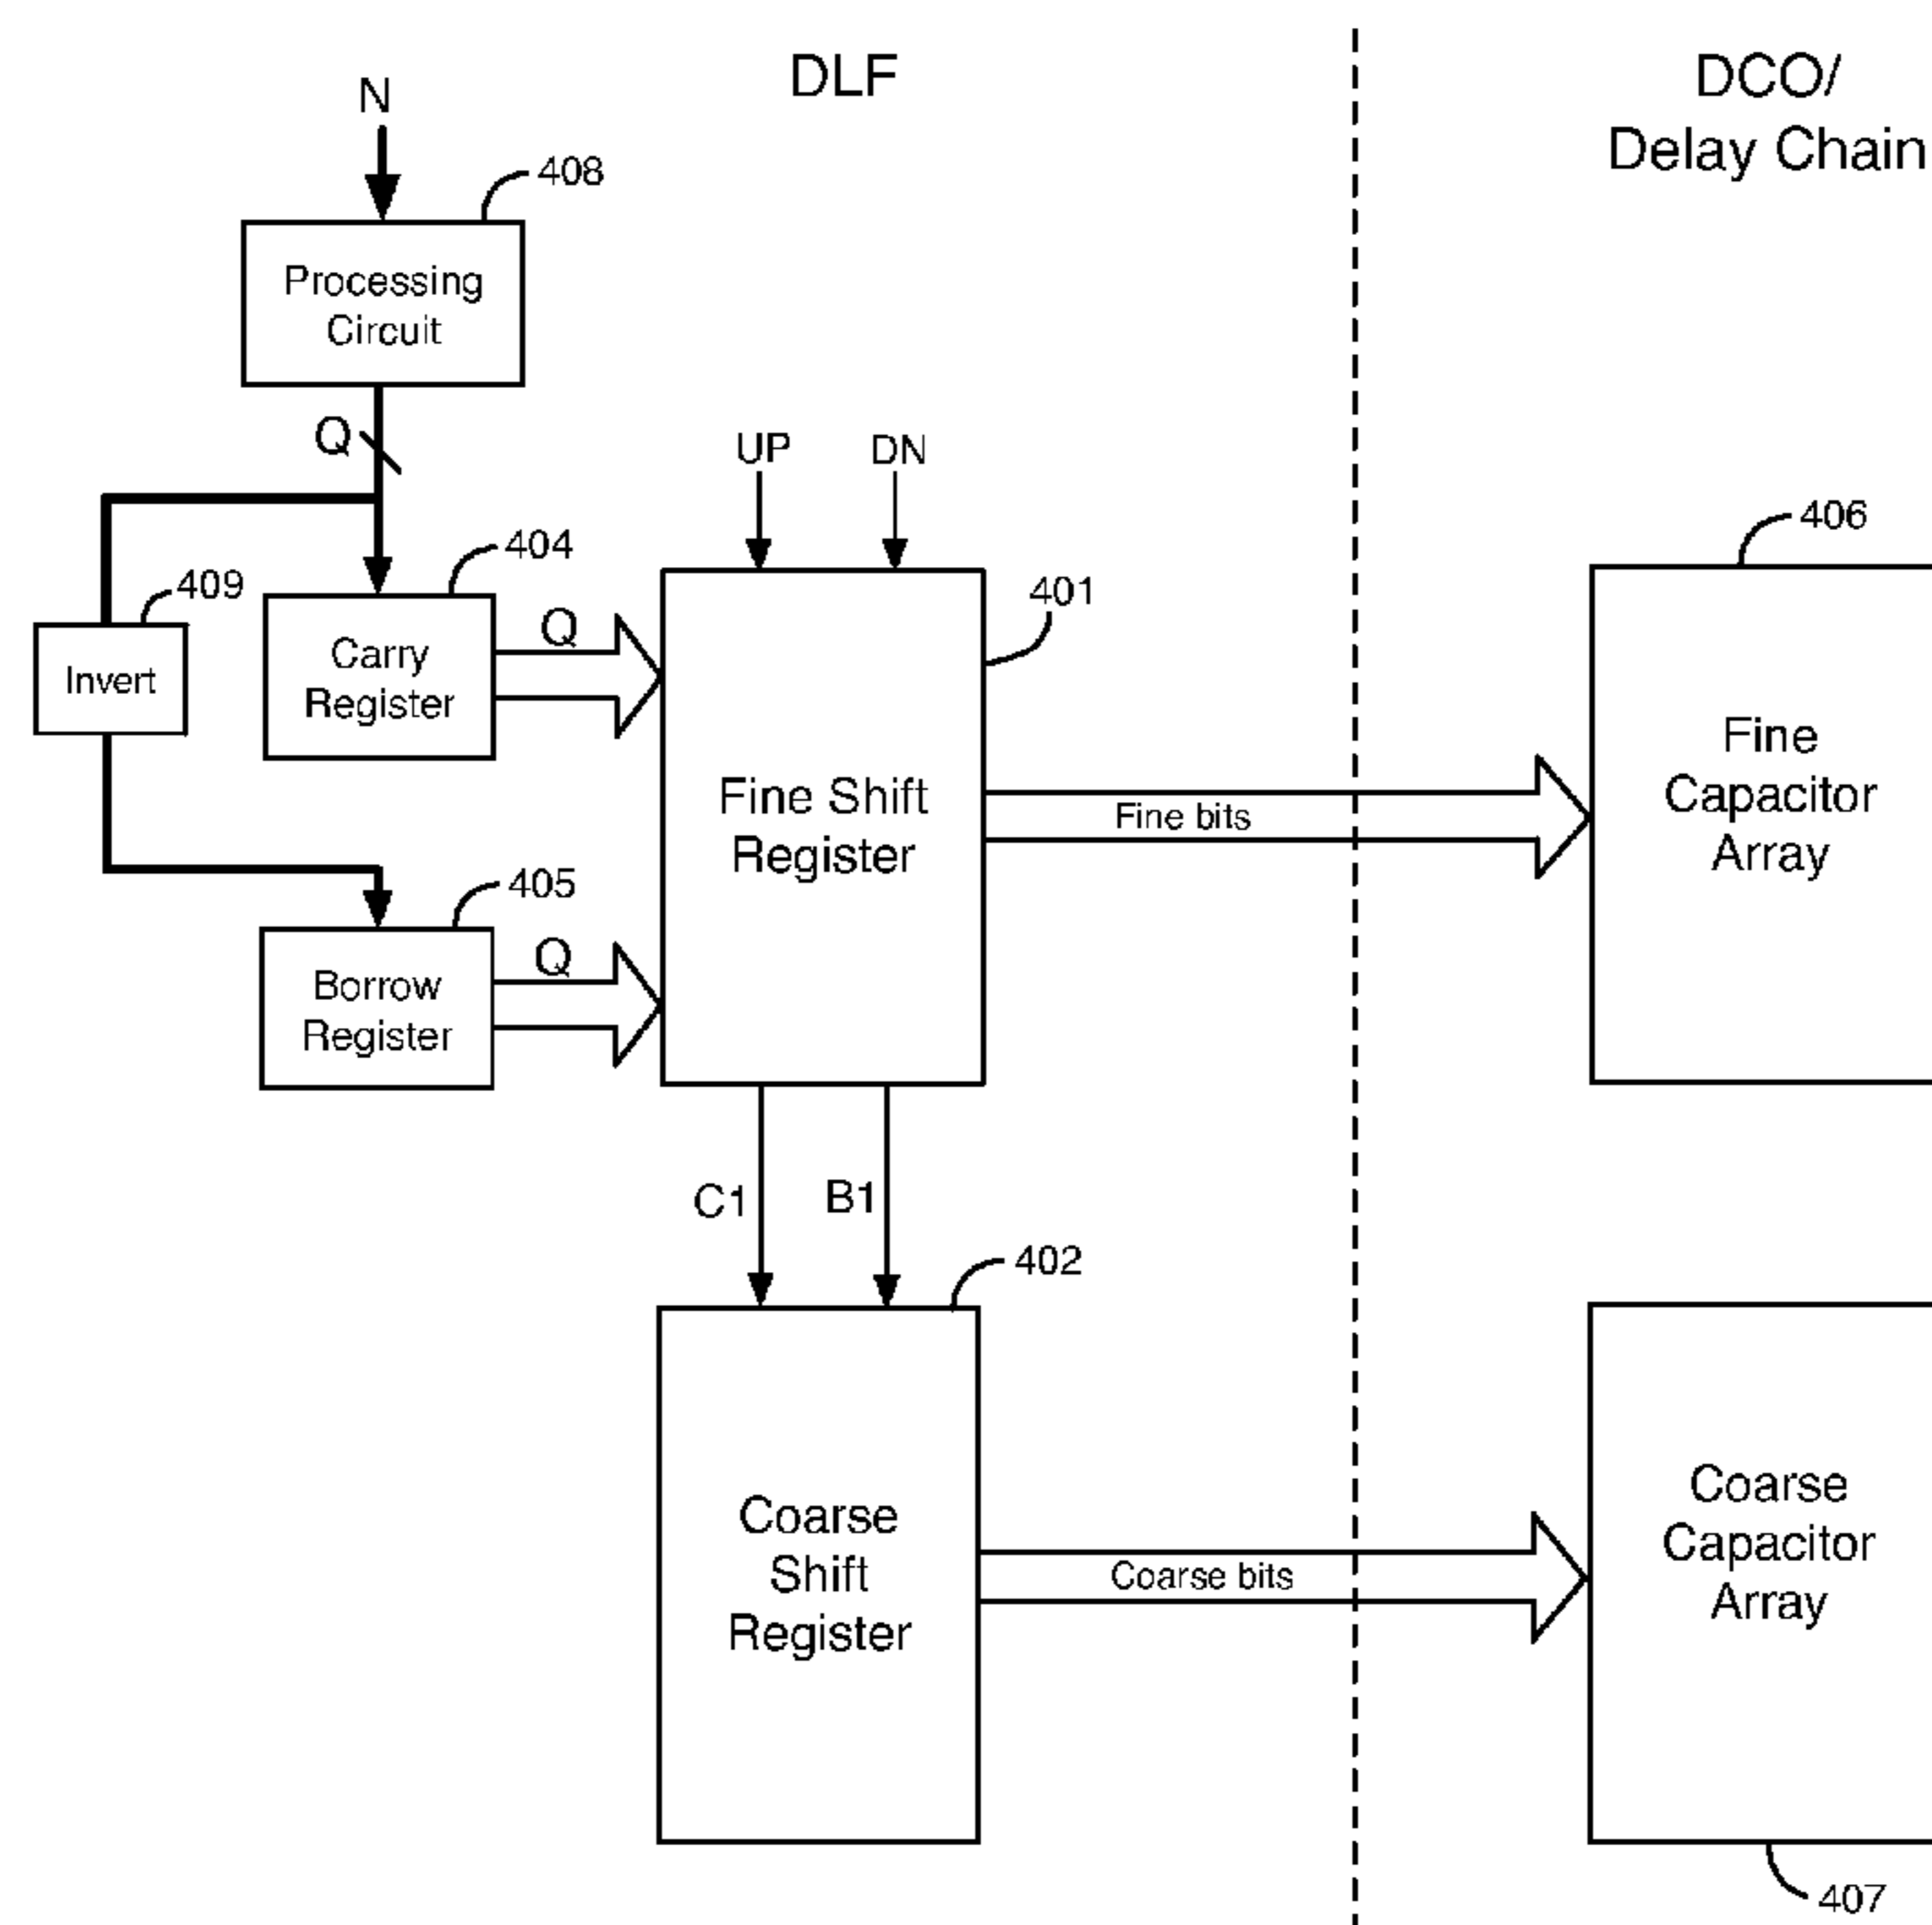 DLF
DCO/
Delay Chain
N
408
Processing
Circuit
Q
UP
DN
404
409
Carry
Register
Invert
Q
401
406
Fine Shift
Register
Fine bits
Fine
Capacitor
Array
405
Borrow
Register
Q
C1
B1
402
Coarse
Shift
Register
Coarse bits
Coarse
Capacitor
Array
407